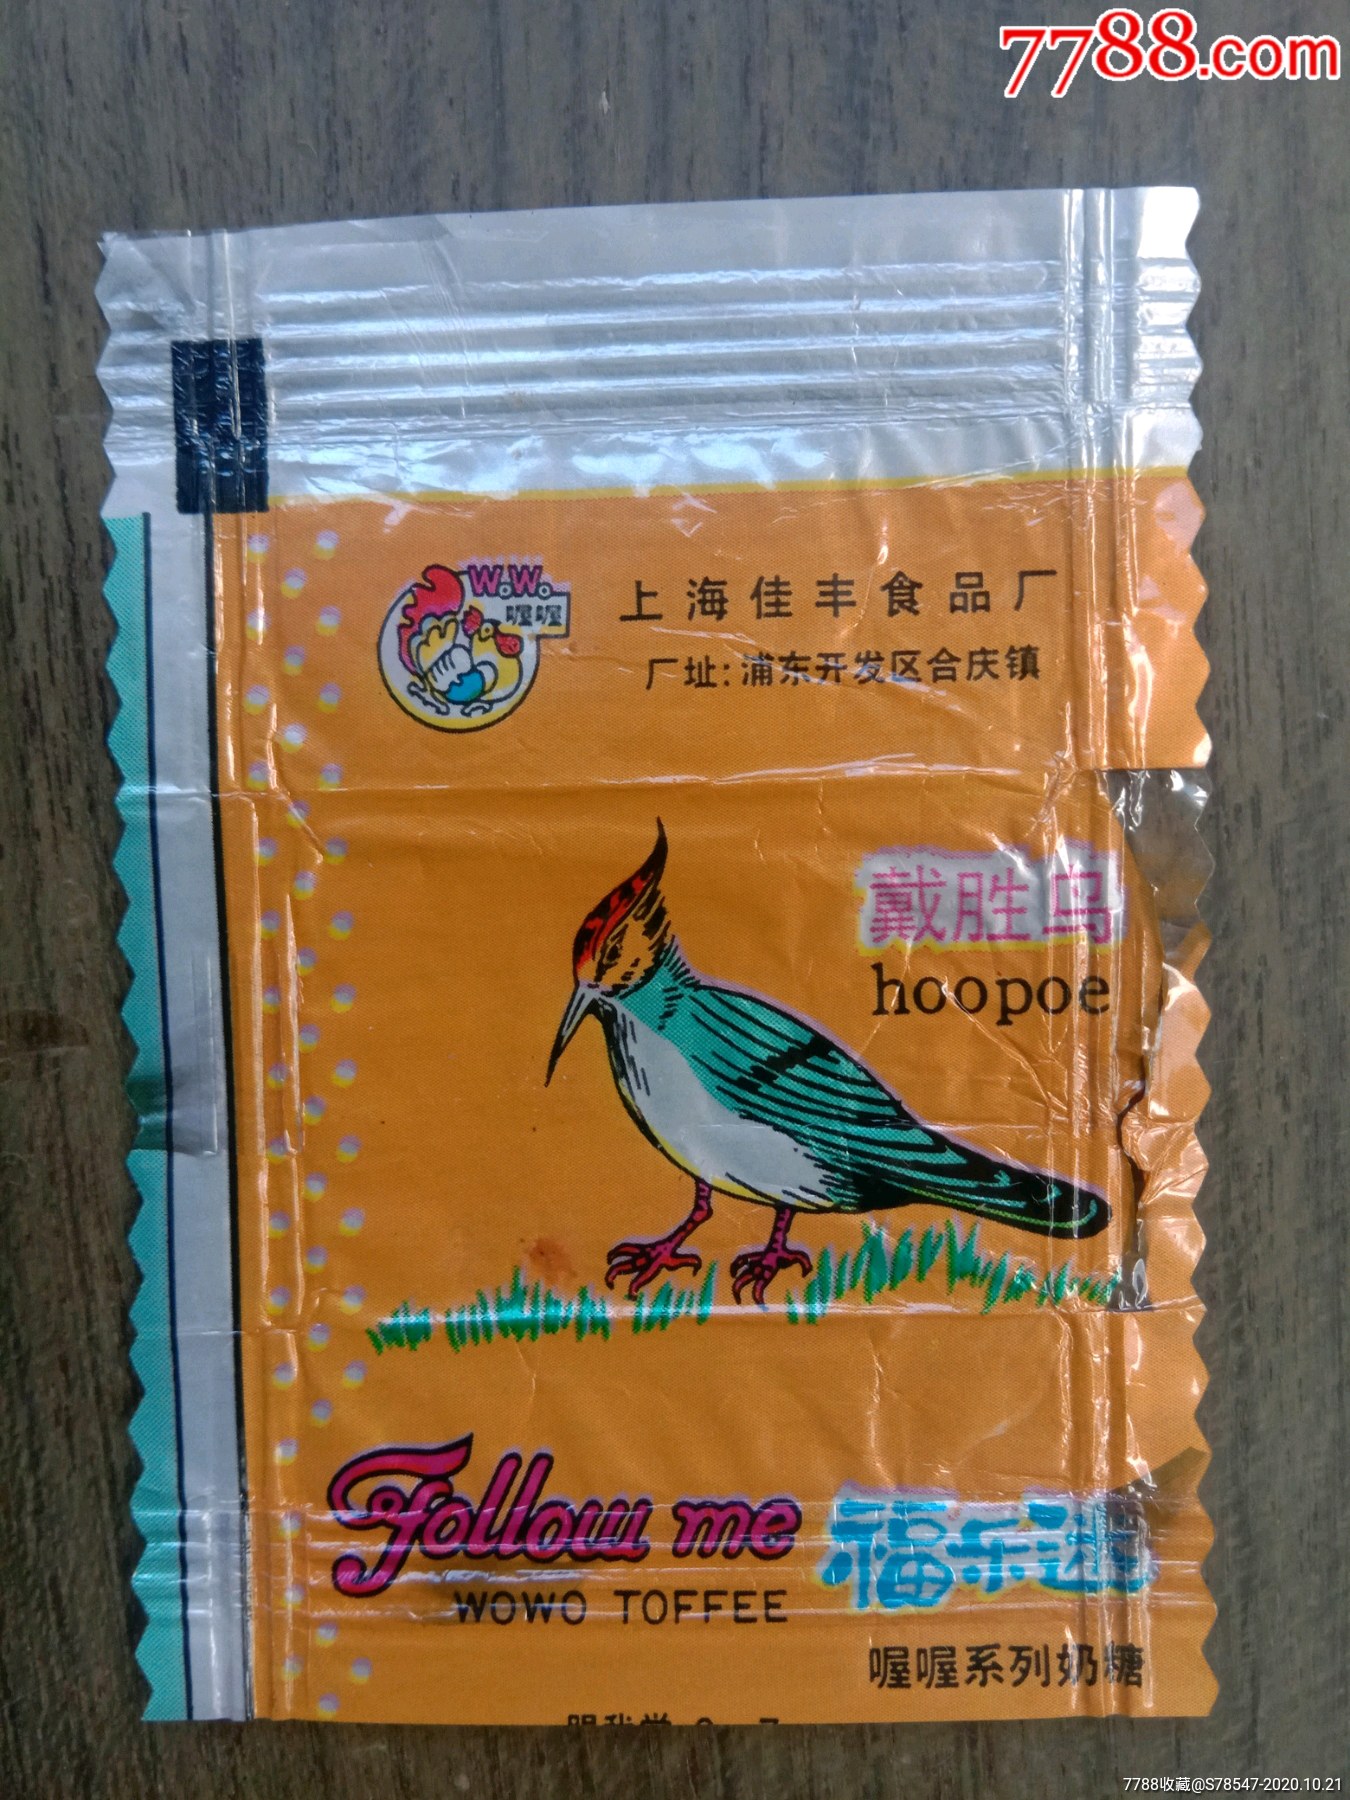 7788.com
W.W.
喔喔
上海佳丰食品厂
厂址:浦东开发区合庆镇
戴胜鸟
hoopoe
Follow me
福乐迷
WOWO TOFFEE
喔喔系列奶糖
7788收藏@S78547-2020.10.21